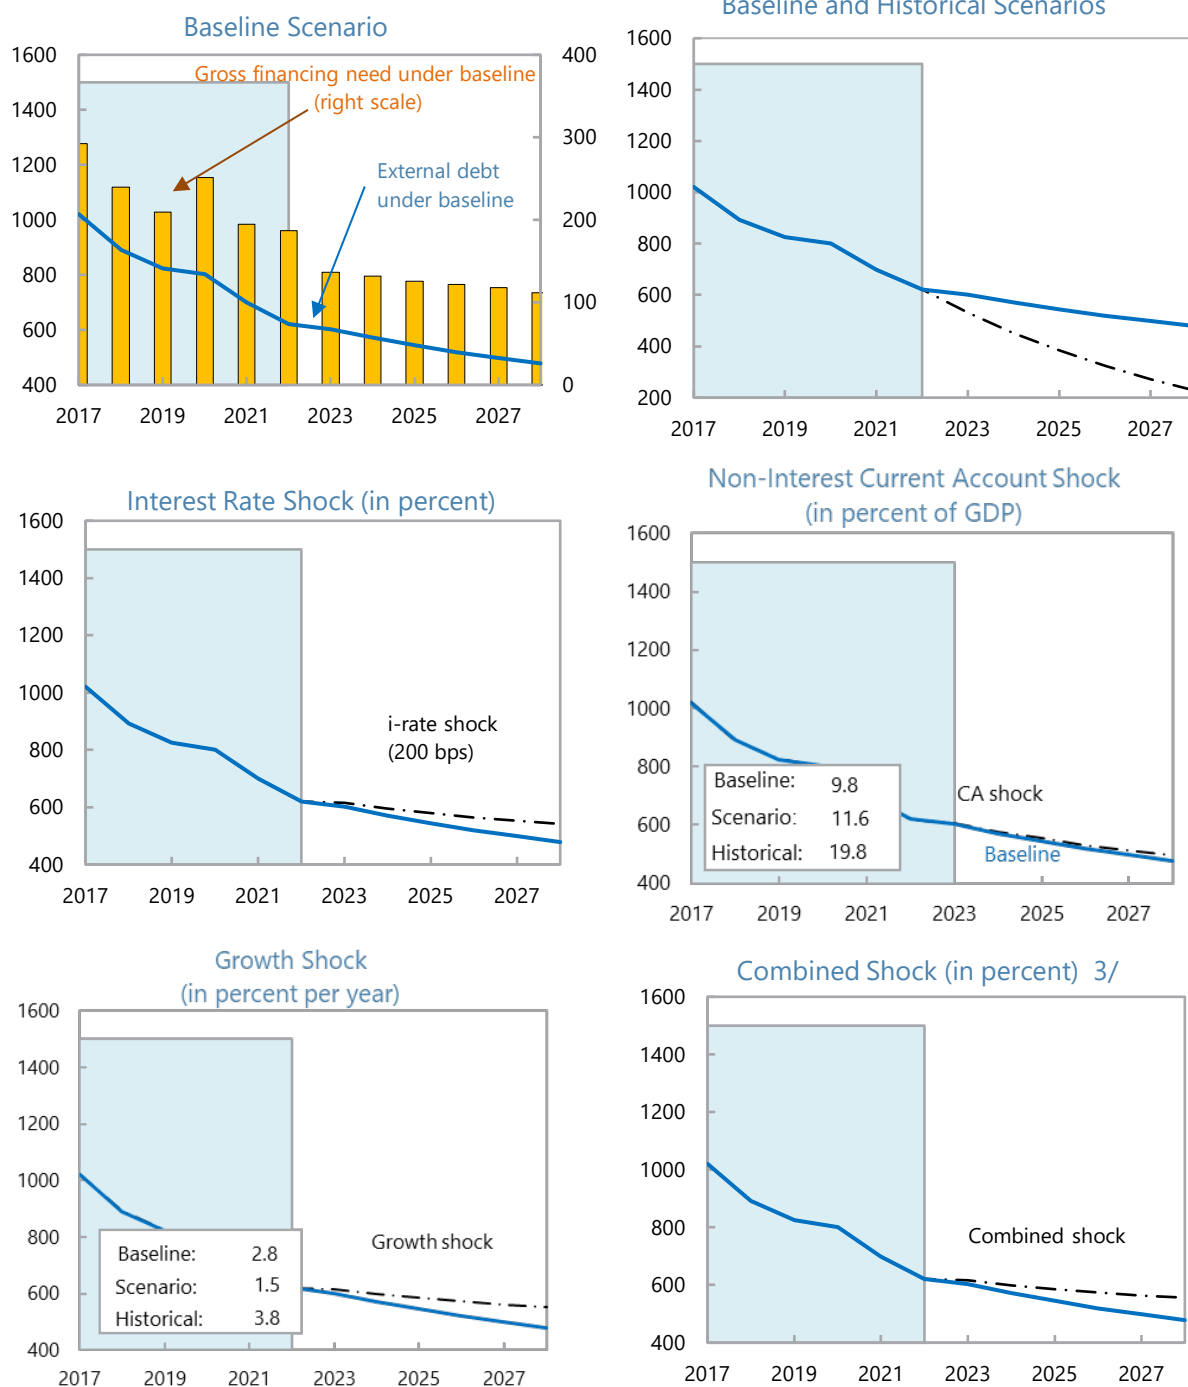 Baseline Scenario
1600
1400
1200
1000
800
600
400
400
300
200
100
0
Gross financing need under baseline
(right scale)
External debt
under baseline
2017 2019 2021 2023 2025 2027
Baseline and Historical Scenarios
1600
1400
1200
1000
800
600
400
200
2017 2019 2021 2023 2025 2027
Interest Rate Shock (in percent)
1600
1400
1200
1000
800
600
400
i-rate shock
(200 bps)
2017 2019 2021 2023 2025 2027
Non-Interest Current Account Shock
(in percent of GDP)
1600
1400
1200
1000
800
600
400
Baseline: 9.8
Scenario: 11.6
Historical: 19.8
CA shock
Baseline
2017 2019 2021 2023 2025 2027
Growth Shock
(in percent per year)
1600
1400
1200
1000
800
600
400
Baseline: 2.8
Scenario: 1.5
Historical: 3.8
Growth shock
2017 2019 2021 2023 2025 2027
Combined Shock (in percent) 3/
1600
1400
1200
1000
800
600
400
Combined shock
2017 2019 2021 2023 2025 2027